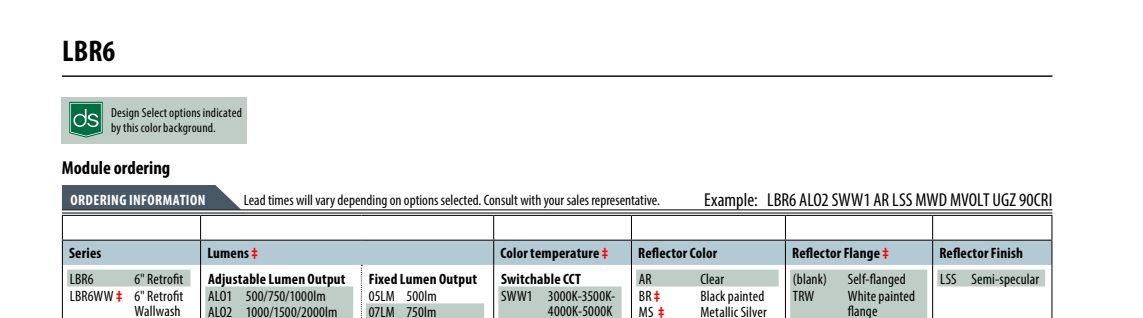 LBR6
ds
Design Select options indicated
by this color background.
Module ordering
ORDERING INFORMATION Lead times will vary depending on options selected. Consult with your sales representative. Example: LBR6 ALO2 SWW1 AR LSS MWD MVOLT UGZ 90CRI
Series Lumens ‡ Color temperature ‡ Reflector Color Reflector Flange ‡ Reflector Finish
LBR6 6" Retrofit Adjustable Lumen Output Fixed Lumen Output Switchable CCT AR Clear (blank) Self-flanged LSS Semi-specular
LBR6WW ‡ 6" Retrofit ALO1 500/750/1000lm 05LM 500lm SWW1 3000K-3500K- BR ‡ Black painted TRW White painted
Wallwash ALO2 1000/1500/2000lm 07LM 750lm 4000K-5000K MS ‡ Metallic Silver flange